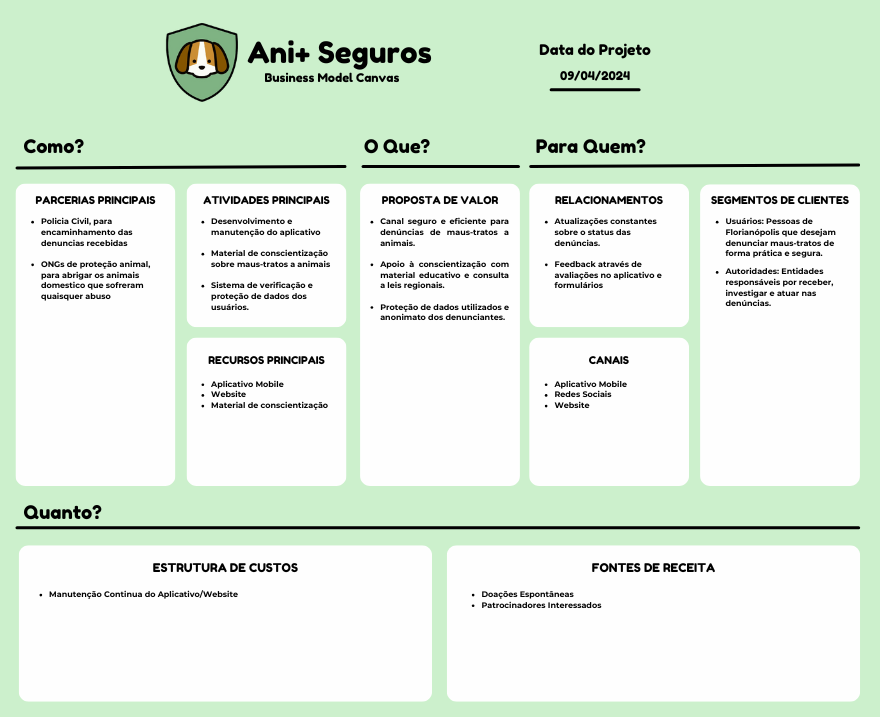 Ani+ Seguros
Business Model Canvas
Data do Projeto
09/04/2024
Como?
O Que?
Para Quem?
PARCERIAS PRINCIPAIS
• Policia Civil, para
encaminhamento das
denuncias recebidas
• ONGs de proteção animal,
para abrigar os animais
domestico que sofreram
quaisquer abuso
ATIVIDADES PRINCIPAIS
• Desenvolvimento e
manutenção do aplicativo
• Material de conscientização
sobre maus-tratos a animais
• Sistema de verificação e
proteção de dados dos
usuários.
RECURSOS PRINCIPAIS
• Aplicativo Mobile
• Website
• Material de conscientização
PROPOSTA DE VALOR
• Canal seguro e eficiente para
denúncias de maus-tratos a
animais.
• Apoio à conscientização com
material educativo e consulta
a leis regionais.
• Proteção de dados utilizados e
anonimato dos denunciantes.
RELACIONAMENTOS
• Atualizações constantes
sobre o status das
denúncias.
• Feedback através de
avaliações no aplicativo e
formulários
CANAIS
• Aplicativo Mobile
• Redes Sociais
• Website
SEGMENTOS DE CLIENTES
• Usuários: Pessoas de
Florianópolis que desejam
denunciar maus-tratos de
forma prática e segura.
• Autoridades: Entidades
responsáveis por receber,
investigar e atuar nas
denúncias.
Quanto?
ESTRUTURA DE CUSTOS
• Manutenção Continua do Aplicativo/Website
FONTES DE RECEITA
• Doações Espontâneas
• Patrocinadores Interessados